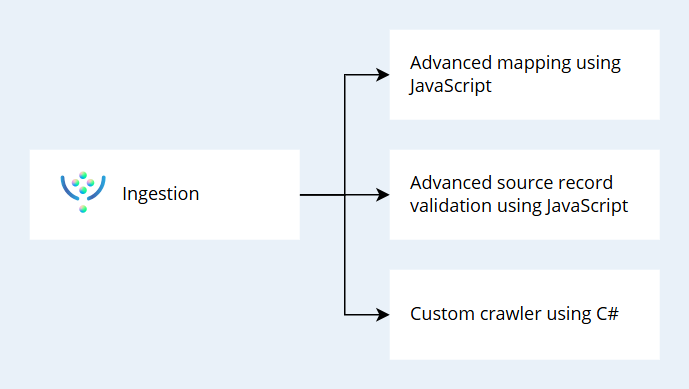 Advanced mapping using
JavaScript
Ingestion
Advanced source record
validation using JavaScript
Custom crawler using C#